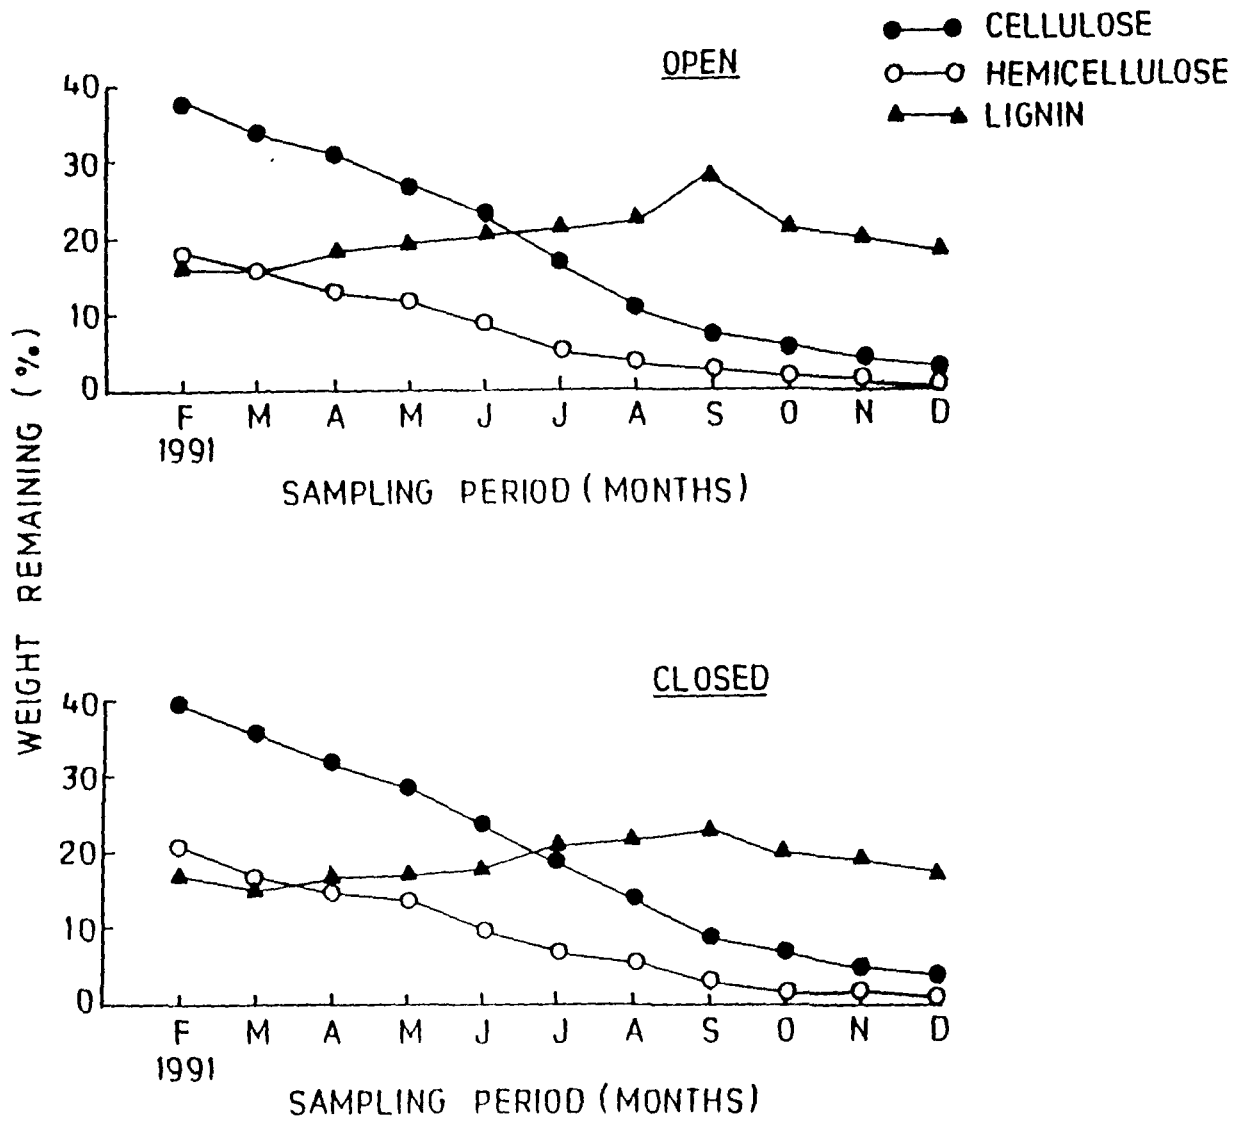 CELLULOSE
HEMICELLULOSE
LIGNIN
OPEN
40
30
20
10
0
F M A M J J A S O N D
1991
SAMPLING PERIOD (MONTHS)
WEIGHT REMAINING (%)
CLOSED
40
30
20
10
0
F M A M J J A S O N D
1991
SAMPLING PERIOD (MONTHS)